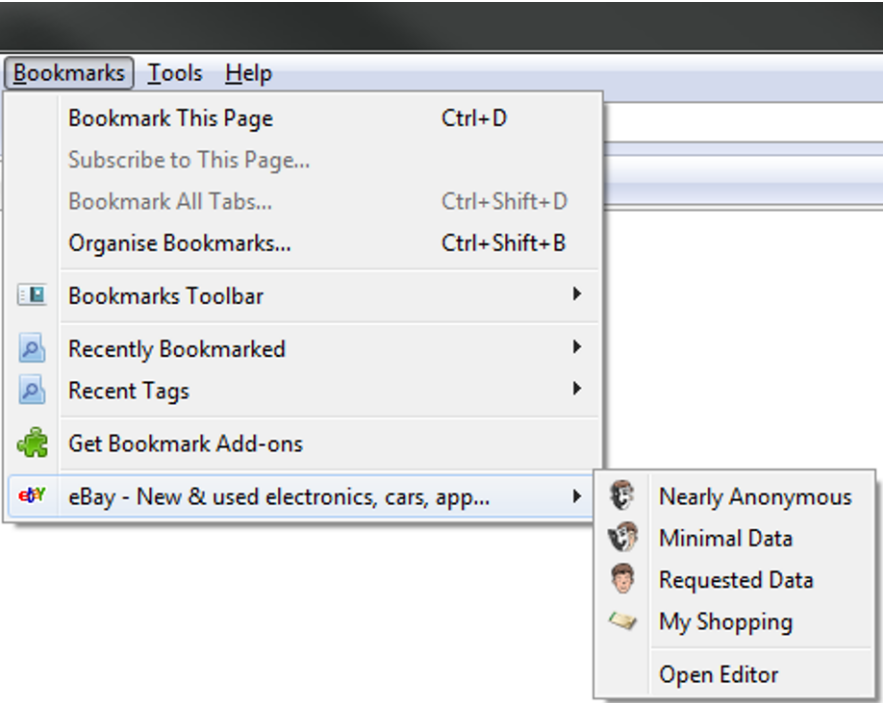 Bookmarks Tools Help
Bookmark This Page Ctrl+D
Subscribe to This Page...
Bookmark All Tabs... Ctrl+Shift+D
Organise Bookmarks... Ctrl+Shift+B
Bookmarks Toolbar
Recently Bookmarked
Recent Tags
Get Bookmark Add-ons
ebY eBay - New & used electronics, cars, app...
Nearly Anonymous
Minimal Data
Requested Data
My Shopping
Open Editor